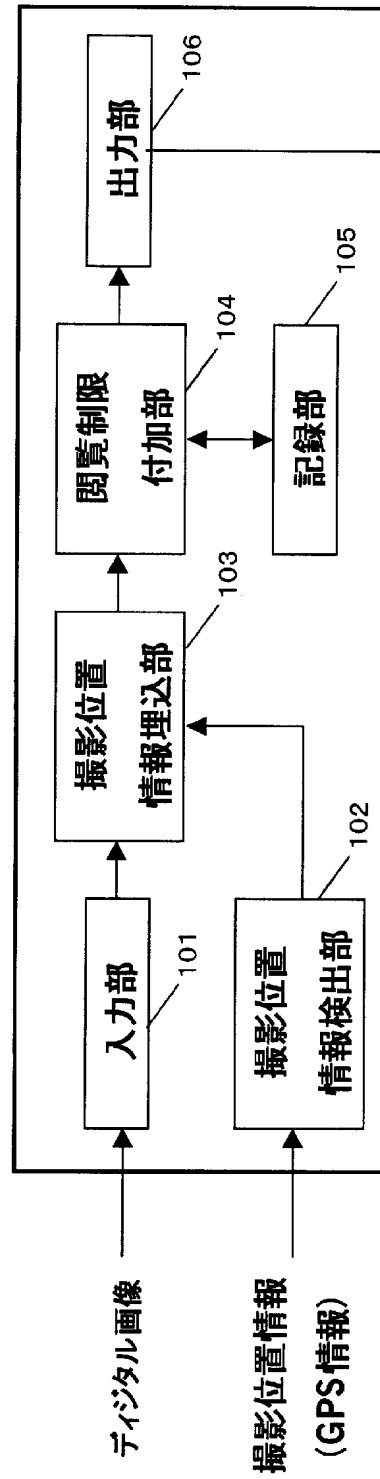 ディジタル画像
入力部
101
撮影位置情報
(GPS情報)
撮影位置
情報検出部
102
撮影位置
情報埋込部
103
閲覧制限
付加部
104
記録部
105
出力部
106